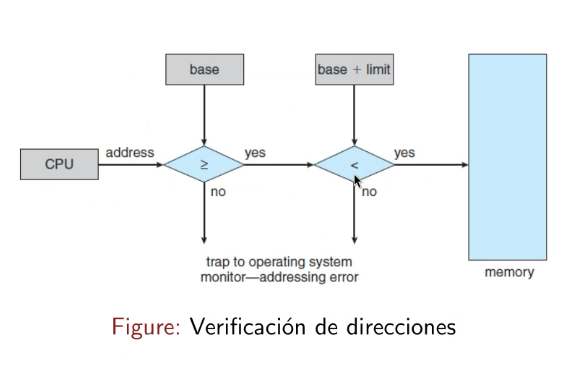 base
base + limit
CPU
address
≥
yes
<
yes
no
no
trap to operating system
monitor—addressing error
memory
Figure: Verificación de direcciones